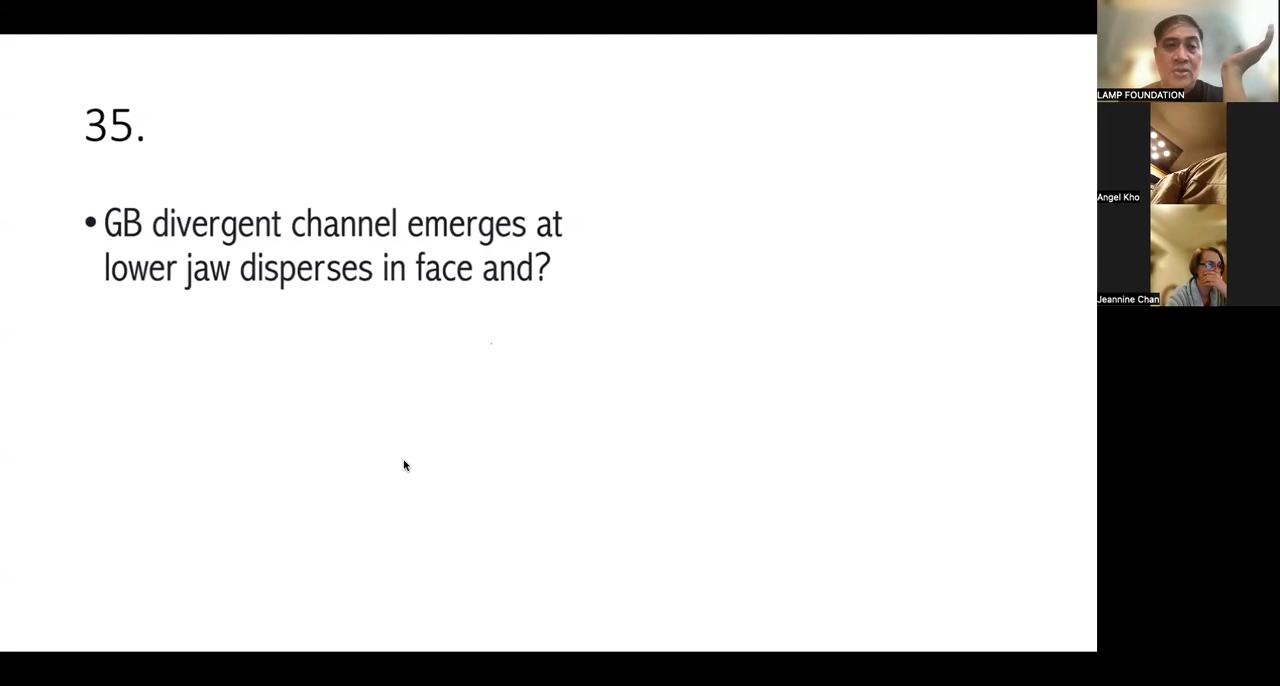 35.
• GB divergent channel emerges at
lower jaw disperses in face and?
LAMP FOUNDATION
Angel Kho
Jeannine Chan